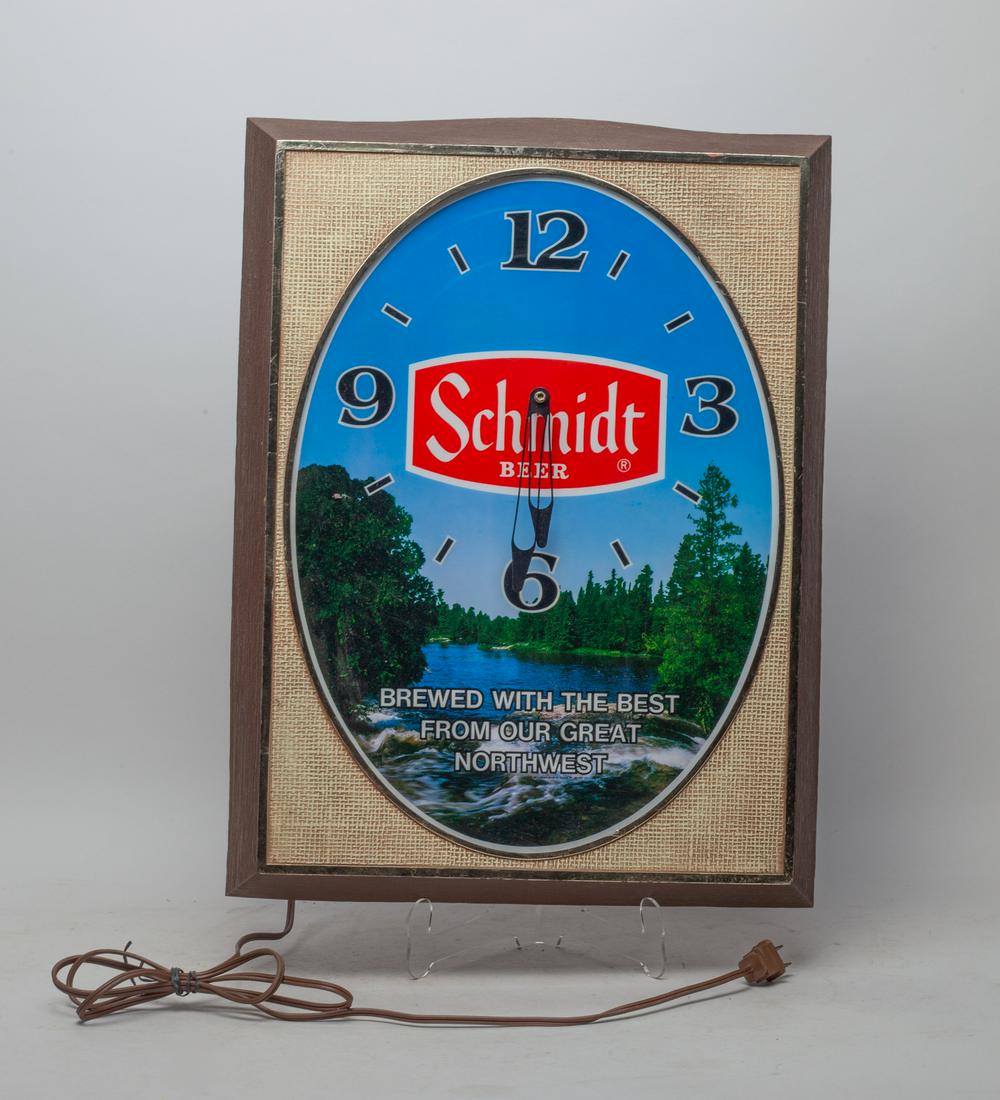 12
9
3
Schmidt
BEER ®
6
BREWED WITH THE BEST
FROM OUR GREAT
NORTHWEST